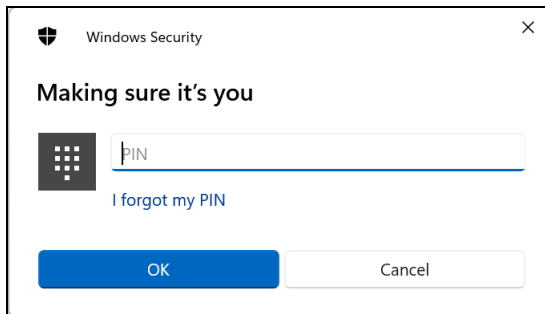 Windows Security
Making sure it’s you
PIN
I forgot my PIN
OK
Cancel